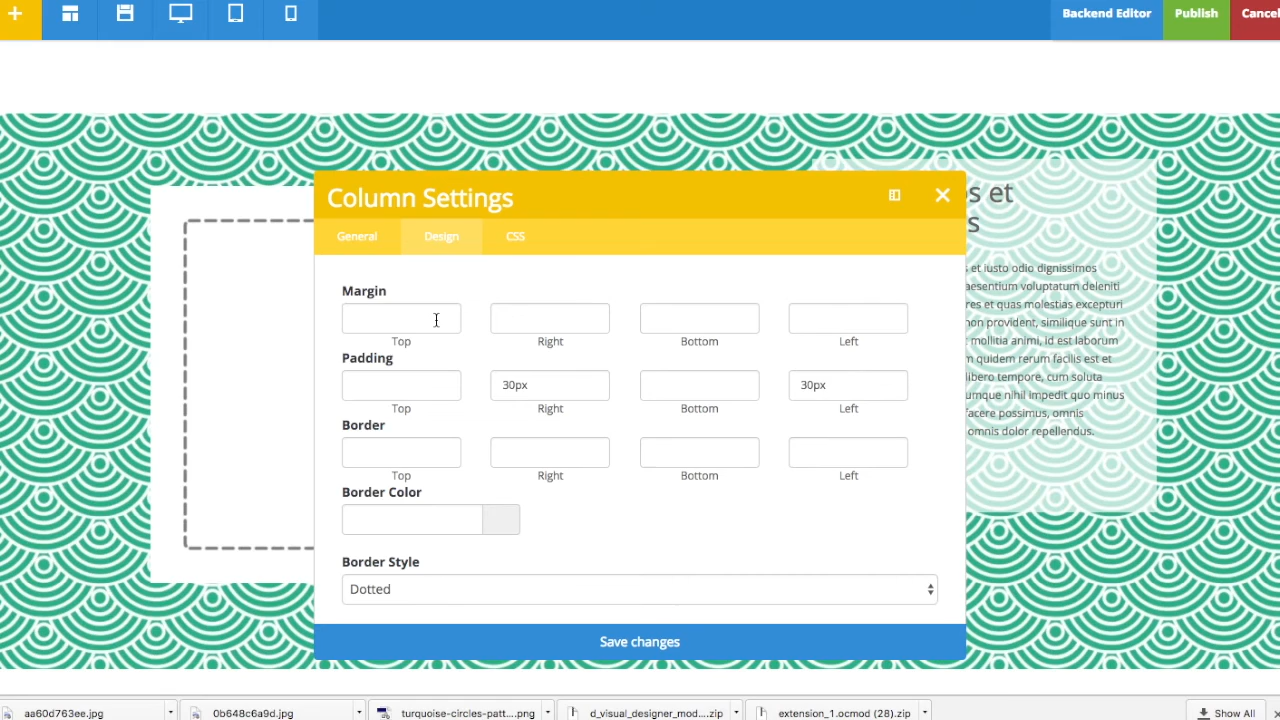 Backend Editor Publish Cancel
Column Settings
General Design CSS
Margin
Top Right Bottom Left
Padding
30px 30px
Top Right Bottom Left
Border
Top Right Bottom Left
Border Color
Border Style
Dotted
Save changes
os et
s
et iusto odio dignissimos
aesentium voluptatum deleniti
res et quas molestias excepturi
non provident, similique sunt in
mollitia animi, id est laborum
m quidem rerum facilis est et
libero tempore, cum soluta
umque nihil impedit quo minus
facere possimus, omnis
omnis dolor repellendus.
aa60d763ee.jpg 0b648c6a9d.jpg turquoise-circles-patt....png d_visual_designer_mod....zip extension_1.ocmod (28).zip Show All